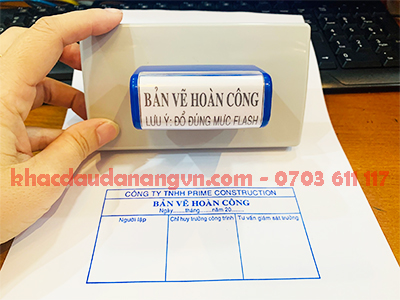 BẢN VẼ HOÀN CÔNG
LƯU Ý: ĐỔ ĐÚNG MỰC FLASH
khacdaudanangvn.com - 0703 611 117
CÔNG TY TNHH PRIME CONSTRUCTION
BẢN VẼ HOÀN CÔNG
Ngày......tháng......năm 20......
Người lập Chỉ huy trưởng công trình Tư vấn giám sát trưởng